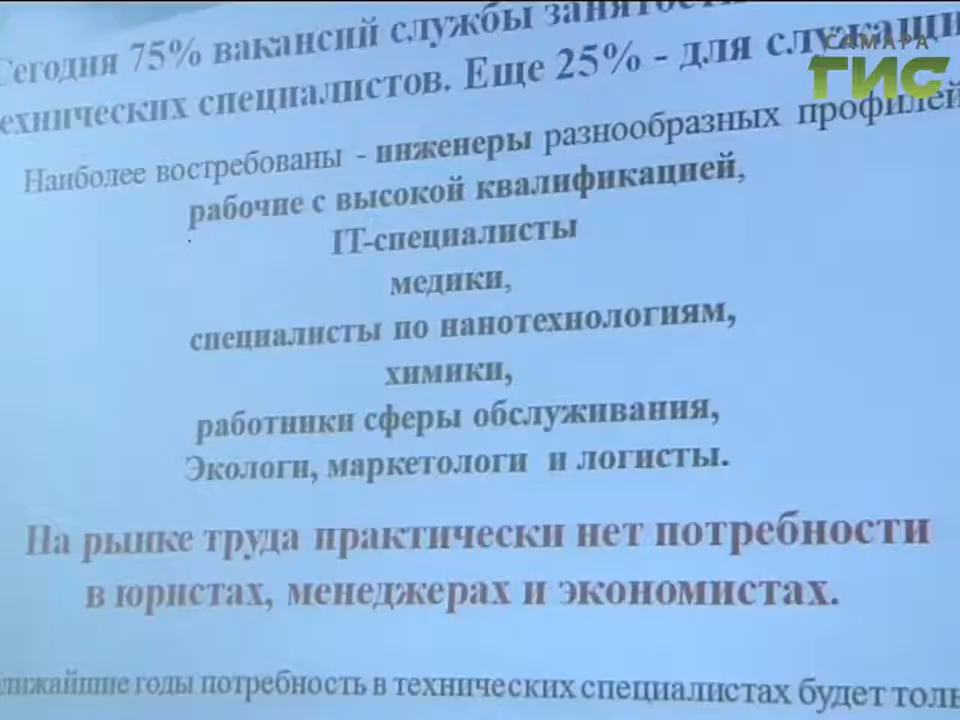 Сегодня 75% вакансий службы
технических специалистов. Еще 25% - для
САМАРА
ГИС
Наиболее востребованы - инженеры разнообразных профилей
рабочие с высокой квалификацией,
IT-специалисты
медики,
специалисты по нанотехнологиям,
химики,
работники сферы обслуживания,
Экологи, маркетологи и логисты.
На рынке труда практически нет потребности
в юристах, менеджерах и экономистах.
годы потребность в технических специалистах будет